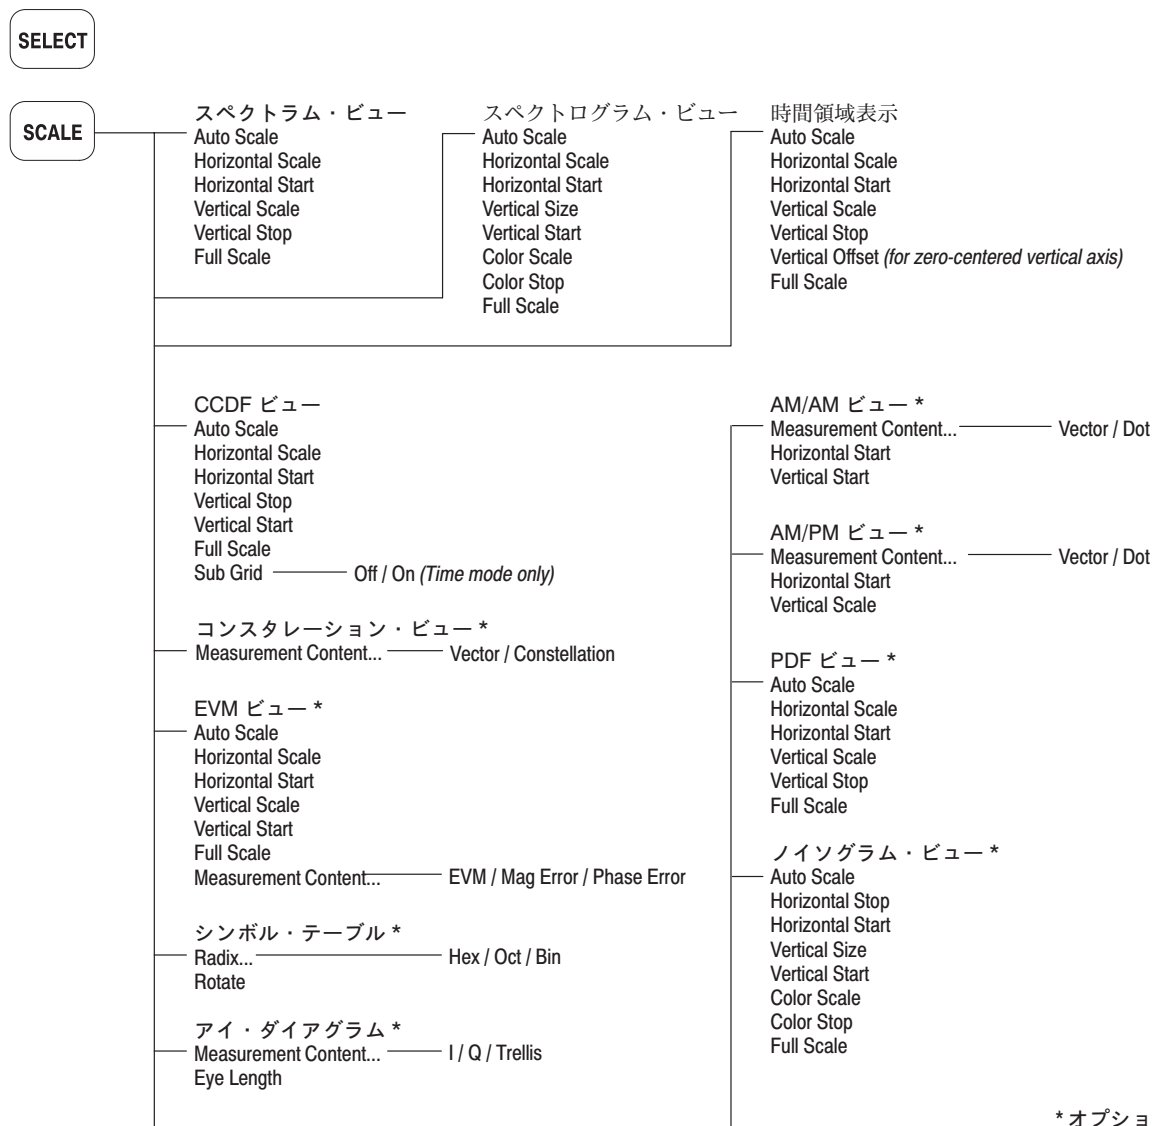 SELECT
SCALE
スペクトラム・ビュー
Auto Scale
Horizontal Scale
Horizontal Start
Vertical Scale
Vertical Stop
Full Scale
スペクトログラム・ビュー
Auto Scale
Horizontal Scale
Horizontal Start
Vertical Size
Vertical Start
Color Scale
Color Stop
Full Scale
時間領域表示
Auto Scale
Horizontal Scale
Horizontal Start
Vertical Scale
Vertical Stop
Vertical Offset (for zero-centered vertical axis)
Full Scale
CCDF ビュー
Auto Scale
Horizontal Scale
Horizontal Start
Vertical Stop
Vertical Start
Full Scale
Sub Grid Off / On (Time mode only)
コンスタレーション・ビュー *
Measurement Content... Vector / Constellation
EVM ビュー *
Auto Scale
Horizontal Scale
Horizontal Start
Vertical Scale
Vertical Start
Full Scale
Measurement Content... EVM / Mag Error / Phase Error
シンボル・テーブル *
Radix... Hex / Oct / Bin
Rotate
アイ・ダイアグラム *
Measurement Content... I / Q / Trellis
Eye Length
AM/AM ビュー *
Measurement Content... Vector / Dot
Horizontal Start
Vertical Start
AM/PM ビュー *
Measurement Content... Vector / Dot
Horizontal Start
Vertical Scale
PDF ビュー *
Auto Scale
Horizontal Scale
Horizontal Start
Vertical Scale
Vertical Stop
Full Scale
ノイソグラム・ビュー *
Auto Scale
Horizontal Stop
Horizontal Start
Vertical Size
Vertical Start
Color Scale
Color Stop
Full Scale
* オプショ